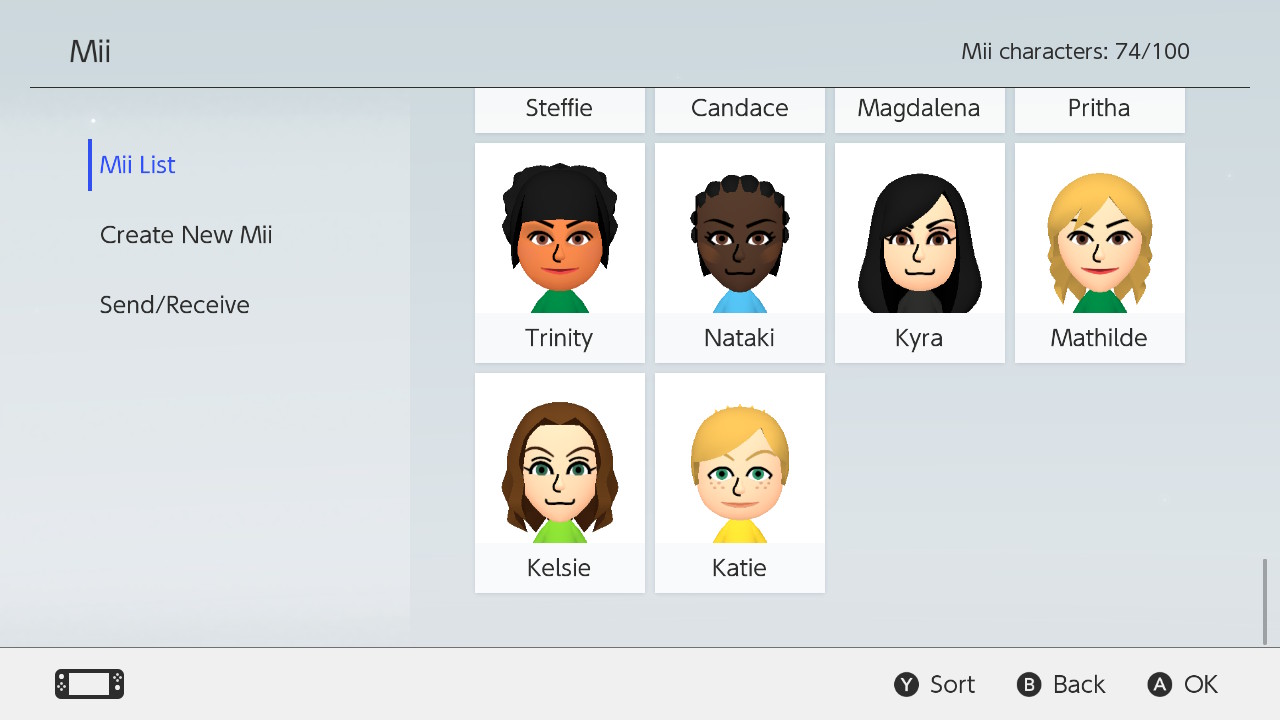 Mii
Mii characters: 74/100
Mii List
Create New Mii
Send/Receive
Steffie
Candace
Magdalena
Pritha
Trinity
Nataki
Kyra
Mathilde
Kelsie
Katie
Y Sort
B Back
A OK